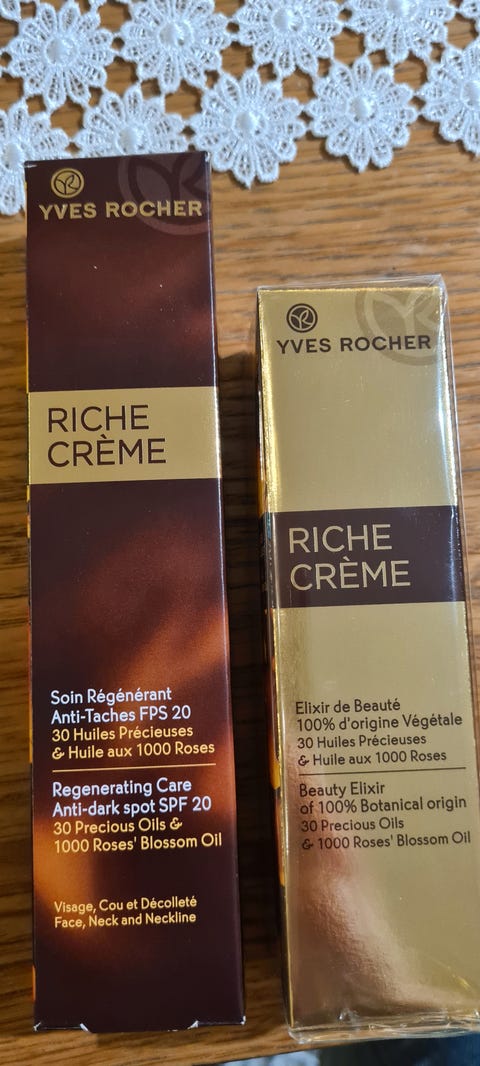 YVES ROCHER
RICHE
CRÈME
Soin Régénérant
Anti-Taches FPS 20
30 Huiles Précieuses
& Huile aux 1000 Roses
Regenerating Care
Anti-dark spot SPF 20
30 Precious Oils &
1000 Roses' Blossom Oil
Visage, Cou et Décolleté
Face, Neck and Neckline
YVES ROCHER
RICHE
CRÈME
Elixir de Beauté
100% d'origine Végétale
30 Huiles Précieuses
& Huile aux 1000 Roses
Beauty Elixir
of 100% Botanical origin
30 Precious Oils
& 1000 Roses' Blossom Oil